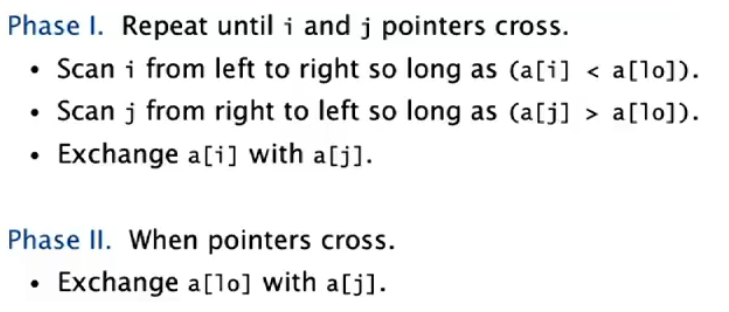 Phase I. Repeat until i and j pointers cross.
• Scan i from left to right so long as (a[i] < a[lo]).
• Scan j from right to left so long as (a[j] > a[lo]).
• Exchange a[i] with a[j].
Phase II. When pointers cross.
• Exchange a[lo] with a[j].